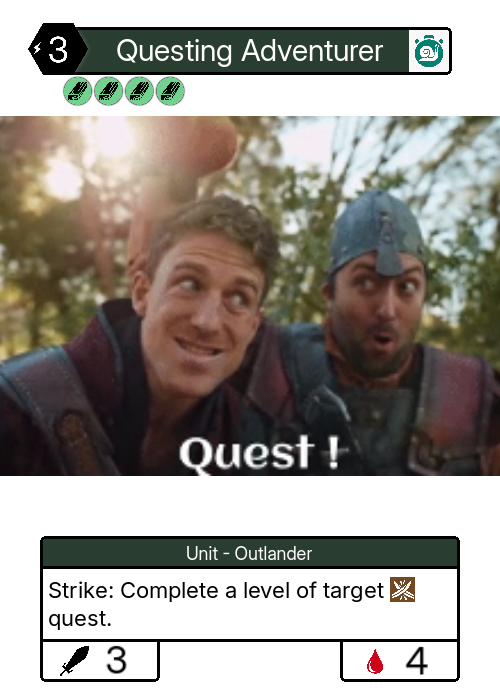 3 Questing Adventurer
Quest !
Unit - Outlander
Strike: Complete a level of target
quest.
3 4